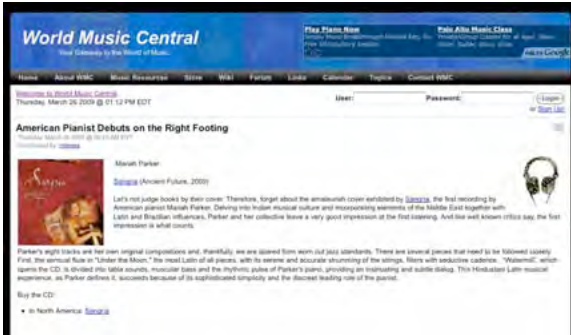 World Music Central
Your Gateway to the World of Music
Play Piano Now
Palo Alto Music Class
Home About WMC Music Resources Store Wiki Forum Links Calendar Topics Contact WMC
Welcome to World Music Central
Thursday, March 26 2009 @ 01:12 PM EDT
User: Password: Login
or Sign Up!
American Pianist Debuts on the Right Footing
Mariah Parker
Sangria (Ancient Future, 2009)
Let's not judge books by their cover. Therefore, forget about the amateurish cover exhibited by Sangria, the first recording by
American pianist Mariah Parker. Delving into Indian musical culture and incorporating elements of the Middle East together with
Latin and Brazilian influences, Parker and her collective leave a very good impression at the first listening. And like well known critics say, the first
impression is what counts.
Parker's eight tracks are her own original compositions and, thankfully, we are spared from worn out jazz standards. There are several pieces that need to be followed closely.
First, the sensual flute in "Under the Moon," the most Latin of all pieces, with its serene and accurate strumming of the strings, flirts with seductive cadence. "Watermill", which
opens the CD, is divided into tabla sounds, muscular bass and the rhythmic pulse of Parker's piano, providing an insinuating and subtle dialog. This Hindustani Latin musical
experience, as Parker defines it, succeeds because of its sophisticated simplicity and the discreet leading role of the pianist.
Buy the CD:
In North America: Sangria